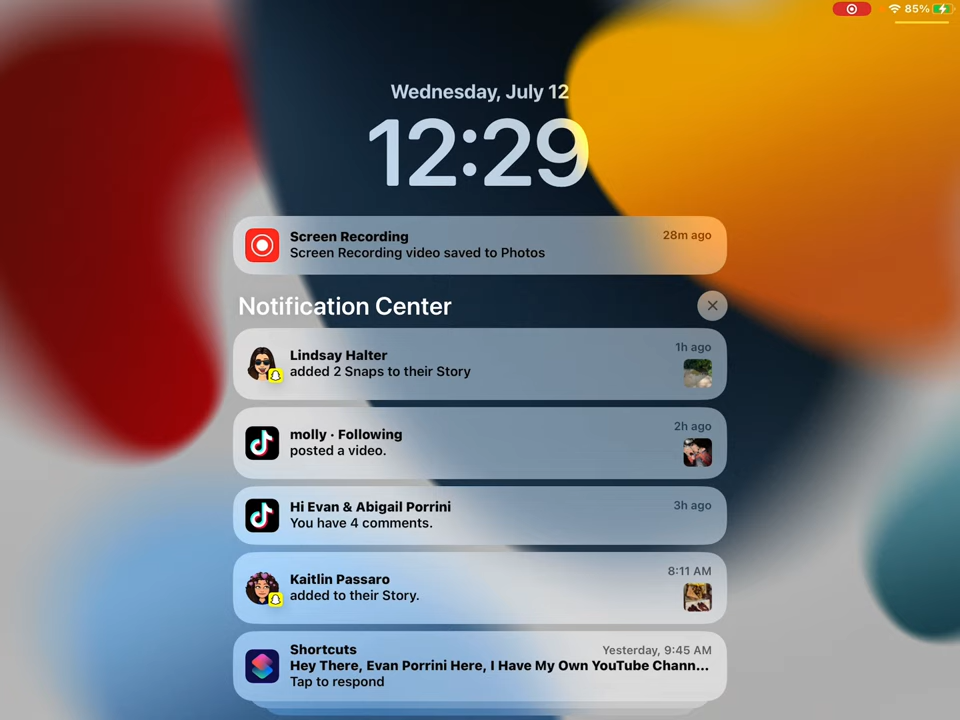 85%
Wednesday, July 12
12:29
Screen Recording
28m ago
Screen Recording video saved to Photos
Notification Center
Lindsay Halter
1h ago
added 2 Snaps to their Story
molly · Following
2h ago
posted a video.
Hi Evan & Abigail Porrini
3h ago
You have 4 comments.
Kaitlin Passaro
8:11 AM
added to their Story.
Shortcuts
Yesterday, 9:45 AM
Hey There, Evan Porrini Here, I Have My Own YouTube Chann...
Tap to respond